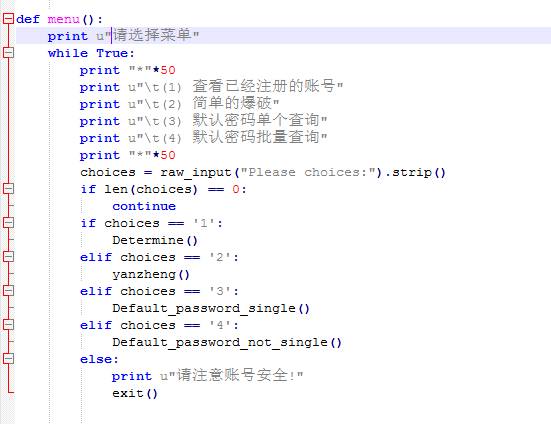 def menu():
    print u"请选择菜单"
    while True:
        print "*"*50
        print u"\t(1) 查看已经注册的账号"
        print u"\t(2) 简单的爆破"
        print u"\t(3) 默认密码单个查询"
        print u"\t(4) 默认密码批量查询"
        print "*"*50
        choices = raw_input("Please choices:").strip()
        if len(choices) == 0:
            continue
        if choices == '1':
            Determine()
        elif choices == '2':
            yanzheng()
        elif choices == '3':
            Default_password_single()
        elif choices == '4':
            Default_password_not_single()
        else:
            print u"请注意账号安全!"
            exit()